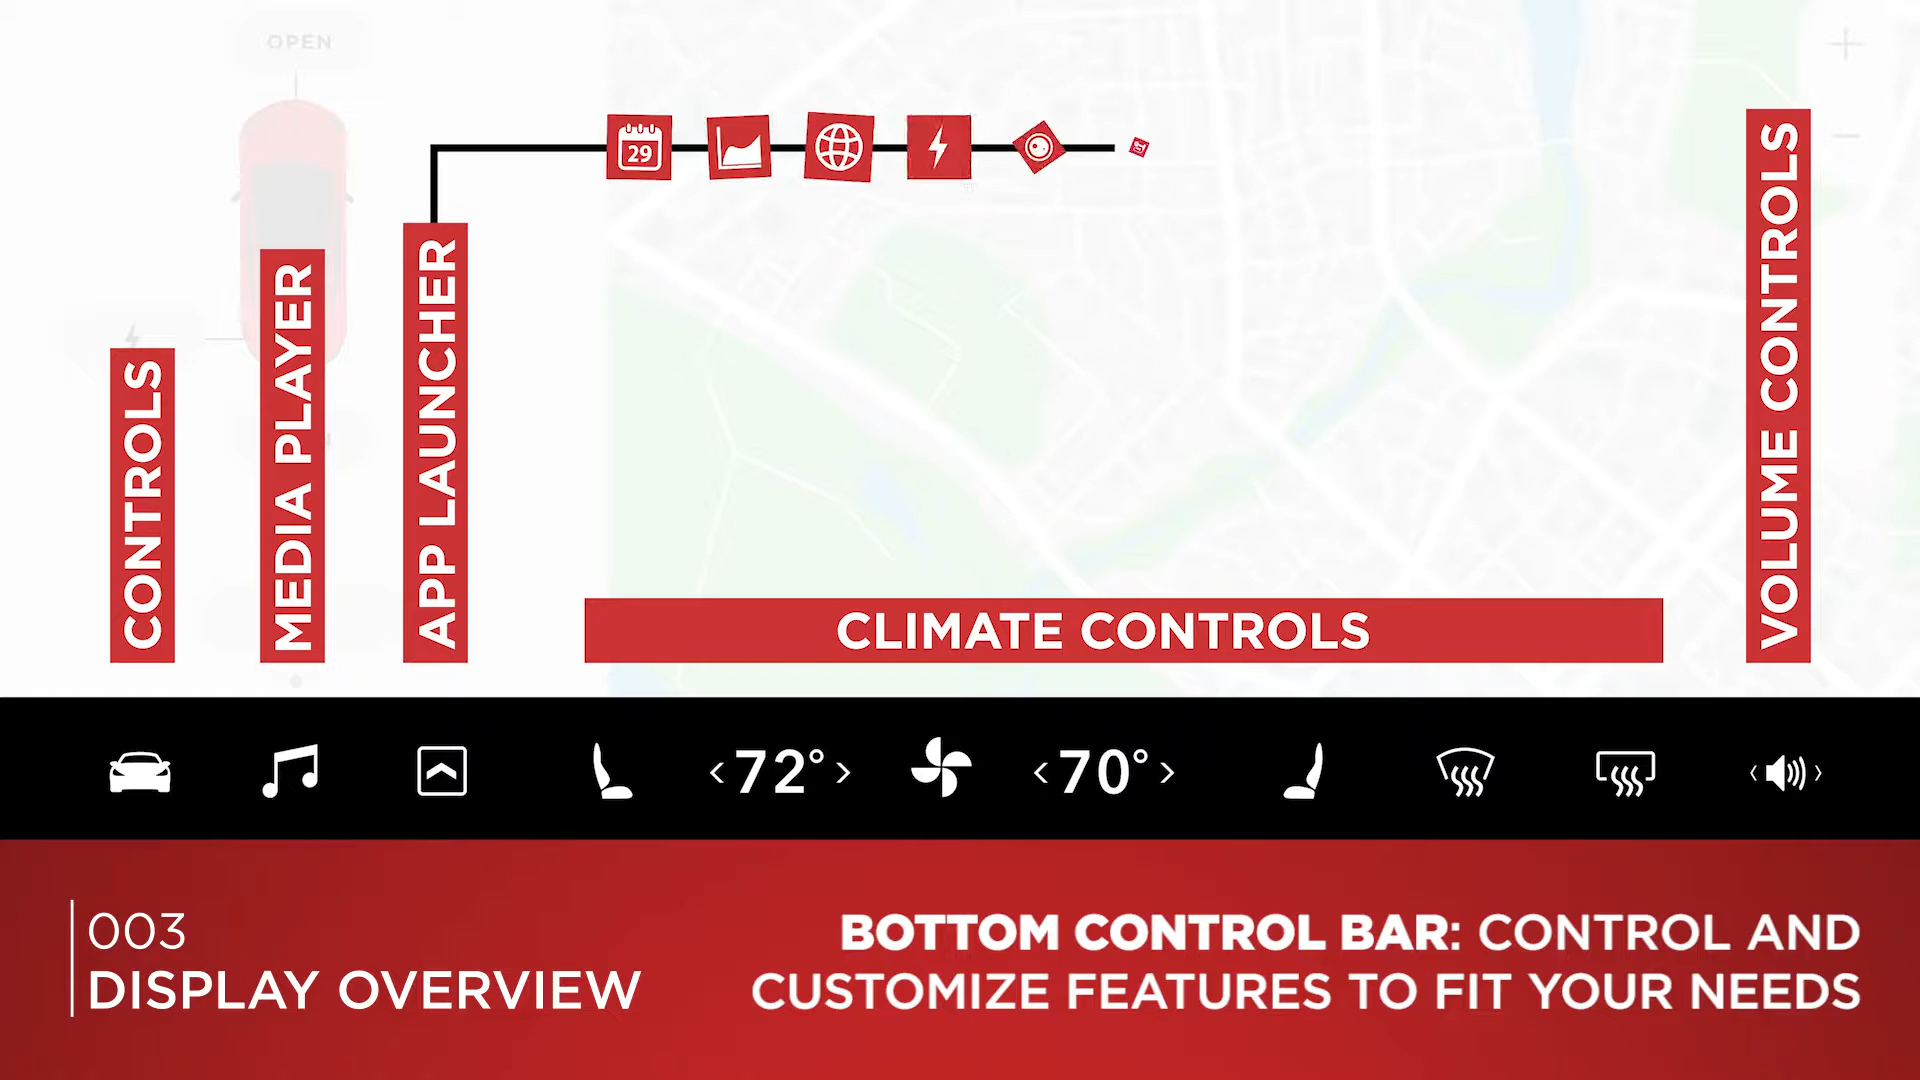 OPEN
29
CONTROLS
MEDIA PLAYER
APP LAUNCHER
CLIMATE CONTROLS
VOLUME CONTROLS
< 72° >
< 70° >
003
DISPLAY OVERVIEW
BOTTOM CONTROL BAR: CONTROL AND
CUSTOMIZE FEATURES TO FIT YOUR NEEDS